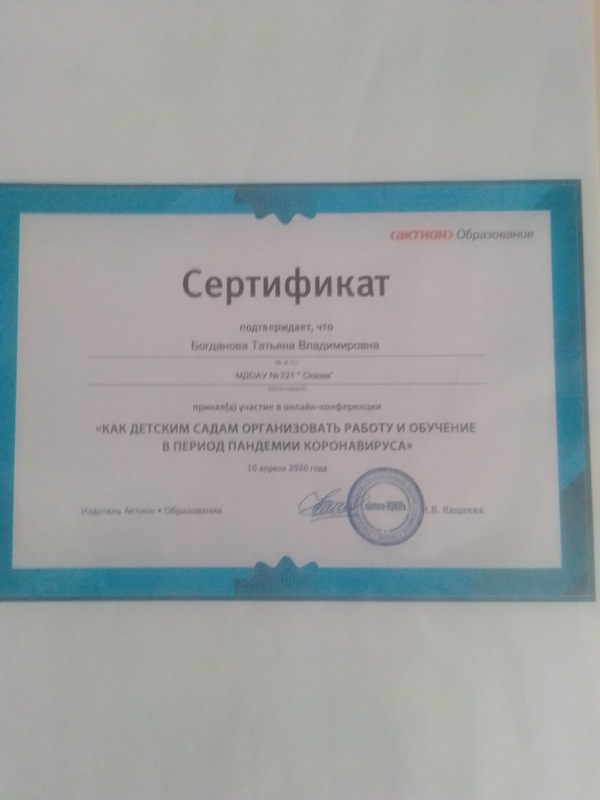 Актион Образование
Сертификат
подтверждает, что
Богданова Татьяна Владимировна
МДОАУ № 221 " Сказка"
принял(а) участие в онлайн-конференции
«КАК ДЕТСКИМ САДАМ ОРГАНИЗОВАТЬ РАБОТУ И ОБУЧЕНИЕ
В ПЕРИОД ПАНДЕМИИ КОРОНАВИРУСА»
10 апреля 2020 года
Издатель Актион • Образование
Н.В. Кащеева